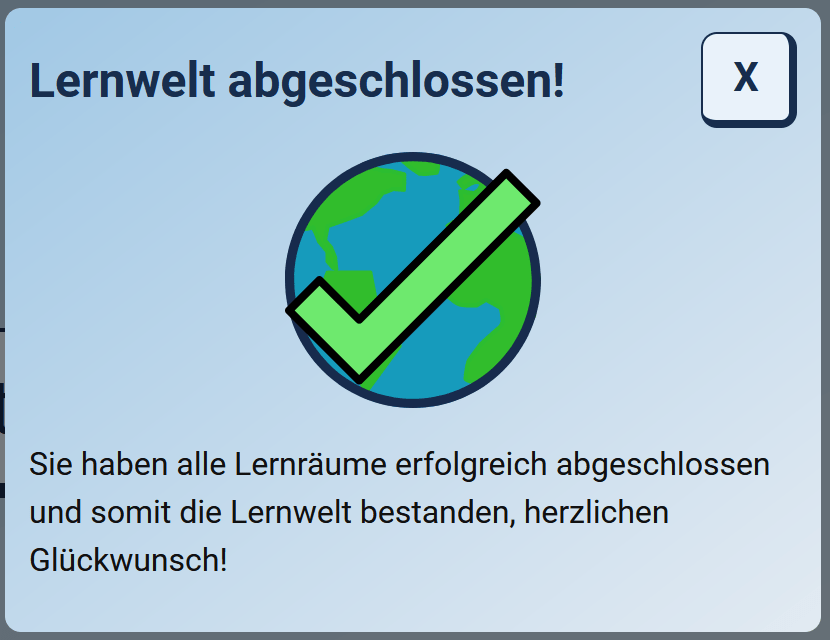 Lernwelt abgeschlossen!
X
Sie haben alle Lernräume erfolgreich abgeschlossen
und somit die Lernwelt bestanden, herzlichen
Glückwunsch!